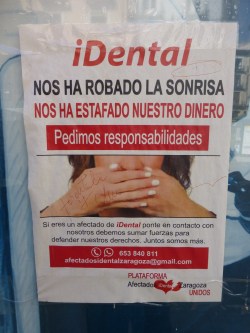 iDental
NOS HA ROBADO LA SONRISA
NOS HA ESTAFADO NUESTRO DINERO
Pedimos responsabilidades
Si eres un afectado de iDental ponte en contacto con
nosotros debemos sumar fuerzas para
defender nuestros derechos. Juntos somos más.
653 840 811
afectadosidentalzaragoza@gmail.com
PLATAFORMA
Afectados Zaragoza
UNIDOS